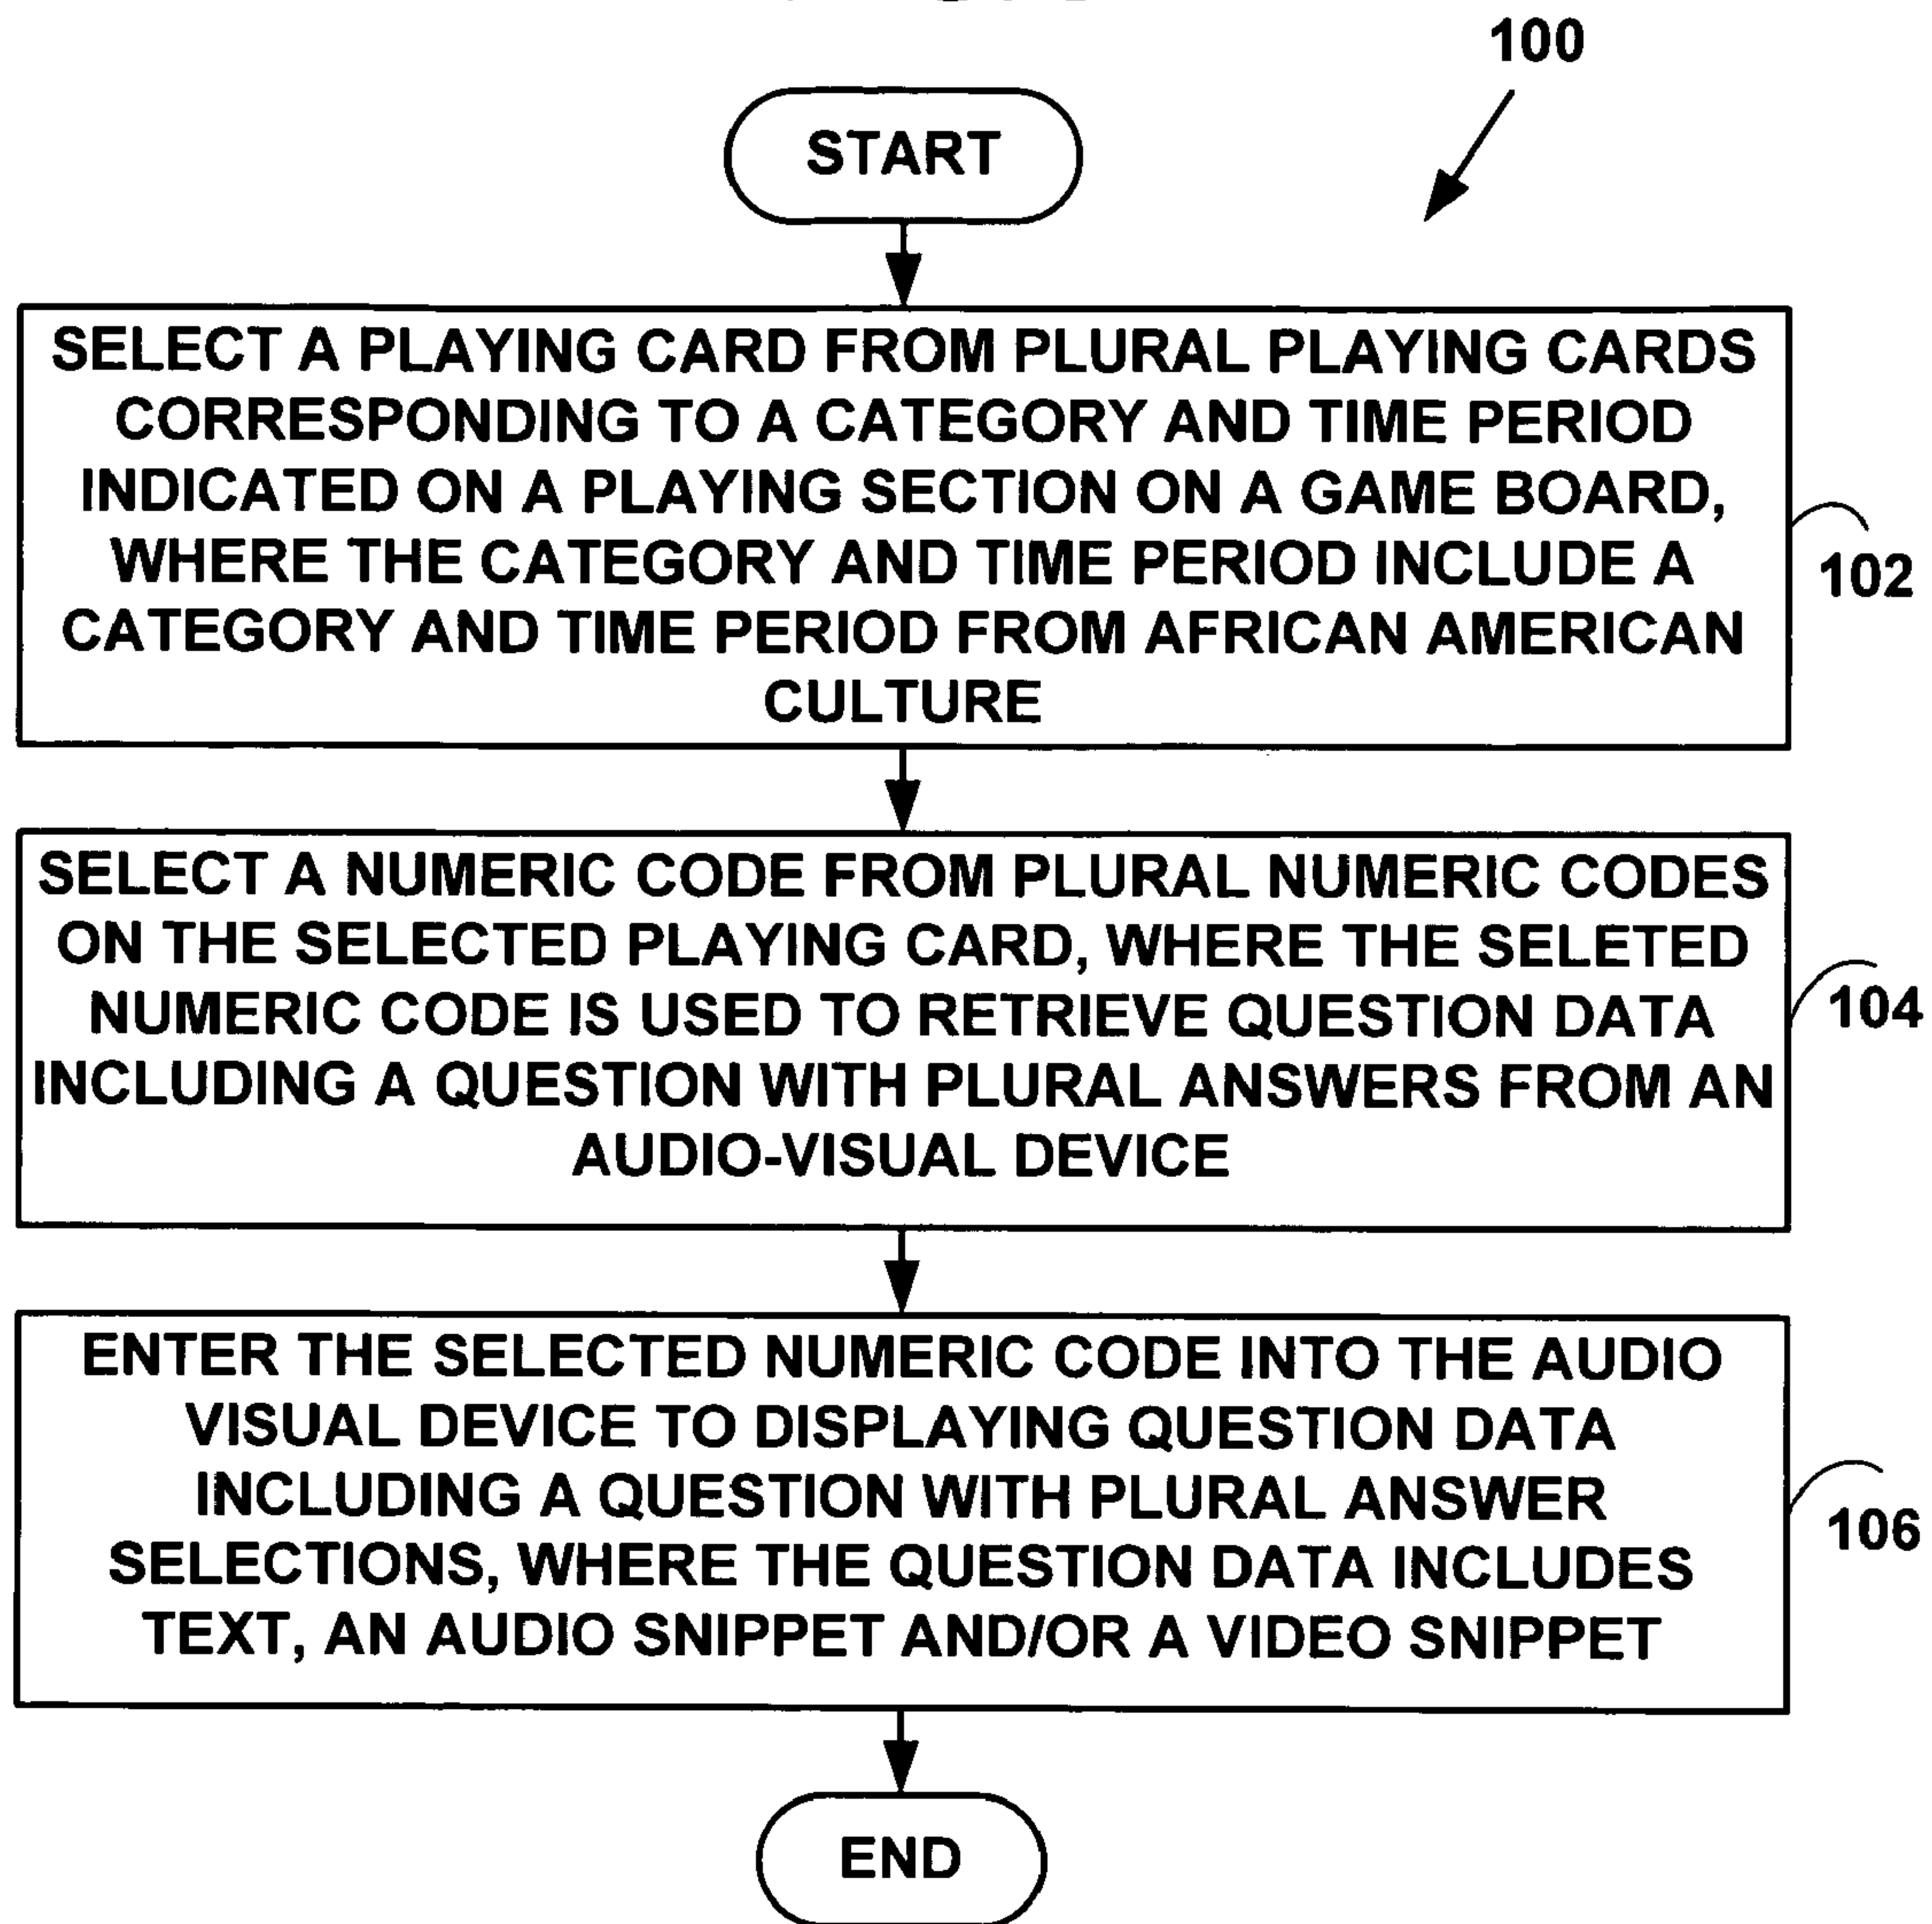 100
START
SELECT A PLAYING CARD FROM PLURAL PLAYING CARDS
CORRESPONDING TO A CATEGORY AND TIME PERIOD
INDICATED ON A PLAYING SECTION ON A GAME BOARD,
WHERE THE CATEGORY AND TIME PERIOD INCLUDE A
CATEGORY AND TIME PERIOD FROM AFRICAN AMERICAN
CULTURE
102
SELECT A NUMERIC CODE FROM PLURAL NUMERIC CODES
ON THE SELECTED PLAYING CARD, WHERE THE SELETED
NUMERIC CODE IS USED TO RETRIEVE QUESTION DATA
INCLUDING A QUESTION WITH PLURAL ANSWERS FROM AN
AUDIO-VISUAL DEVICE
104
ENTER THE SELECTED NUMERIC CODE INTO THE AUDIO
VISUAL DEVICE TO DISPLAYING QUESTION DATA
INCLUDING A QUESTION WITH PLURAL ANSWER
SELECTIONS, WHERE THE QUESTION DATA INCLUDES
TEXT, AN AUDIO SNIPPET AND/OR A VIDEO SNIPPET
106
END